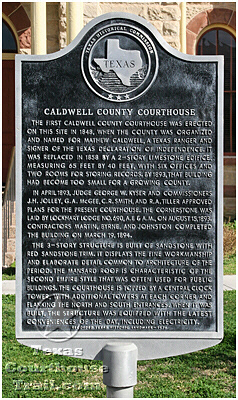 TEXAS HISTORICAL COMMISSION
TEXAS
CALDWELL COUNTY COURTHOUSE
THE FIRST CALDWELL COUNTY COURTHOUSE WAS ERECTED
ON THIS SITE IN 1848, WHEN THE COUNTY WAS ORGANIZED
AND NAMED FOR MATHEW CALDWELL, A TEXAS RANGER AND
SIGNER OF THE TEXAS DECLARATION OF INDEPENDENCE. IT
WAS REPLACED IN 1858 BY A 2-STORY LIMESTONE EDIFICE
MEASURING 65 FEET BY 40 FEET, WITH SIX OFFICES AND
TWO ROOMS FOR STORING RECORDS. BY 1893, THAT BUILDING
HAD BECOME TOO SMALL FOR A GROWING COUNTY.
IN APRIL 1893, JUDGE GEORGE W. KYSER AND COMMISSIONERS
J.H. JOLLEY, G.A. McGEE, C.R. SMITH, AND R.A. TILLER APPROVED
PLANS FOR THE PRESENT COURTHOUSE. THE CORNERSTONE WAS
LAID BY LOCKHART LODGE NO. 690, A.F. & A.M., ON AUGUST 15, 1893.
CONTRACTORS MARTIN, BYRNE, AND JOHNSTON COMPLETED
THE BUILDING ON MARCH 19, 1894.
THE 3-STORY STRUCTURE IS BUILT OF SANDSTONE WITH
RED SANDSTONE TRIM. IT DISPLAYS THE FINE WORKMANSHIP
AND ELABORATE DETAIL COMMON TO ARCHITECTURE OF THE
PERIOD. THE MANSARD ROOF IS CHARACTERISTIC OF THE
SECOND EMPIRE STYLE THAT WAS OFTEN USED FOR PUBLIC
BUILDINGS. THE COURTHOUSE IS TOPPED BY A CENTRAL CLOCK
TOWER, WITH ADDITIONAL TOWERS AT EACH CORNER AND
FLANKING THE NORTH AND SOUTH ENTRANCES. WHEN IT WAS
BUILT, THE STRUCTURE WAS EQUIPPED WITH THE LATEST
CONVENIENCES OF THE DAY, INCLUDING ELECTRICITY.
RECORDED TEXAS HISTORIC LANDMARK
Texas
Courthouse
Trail.com